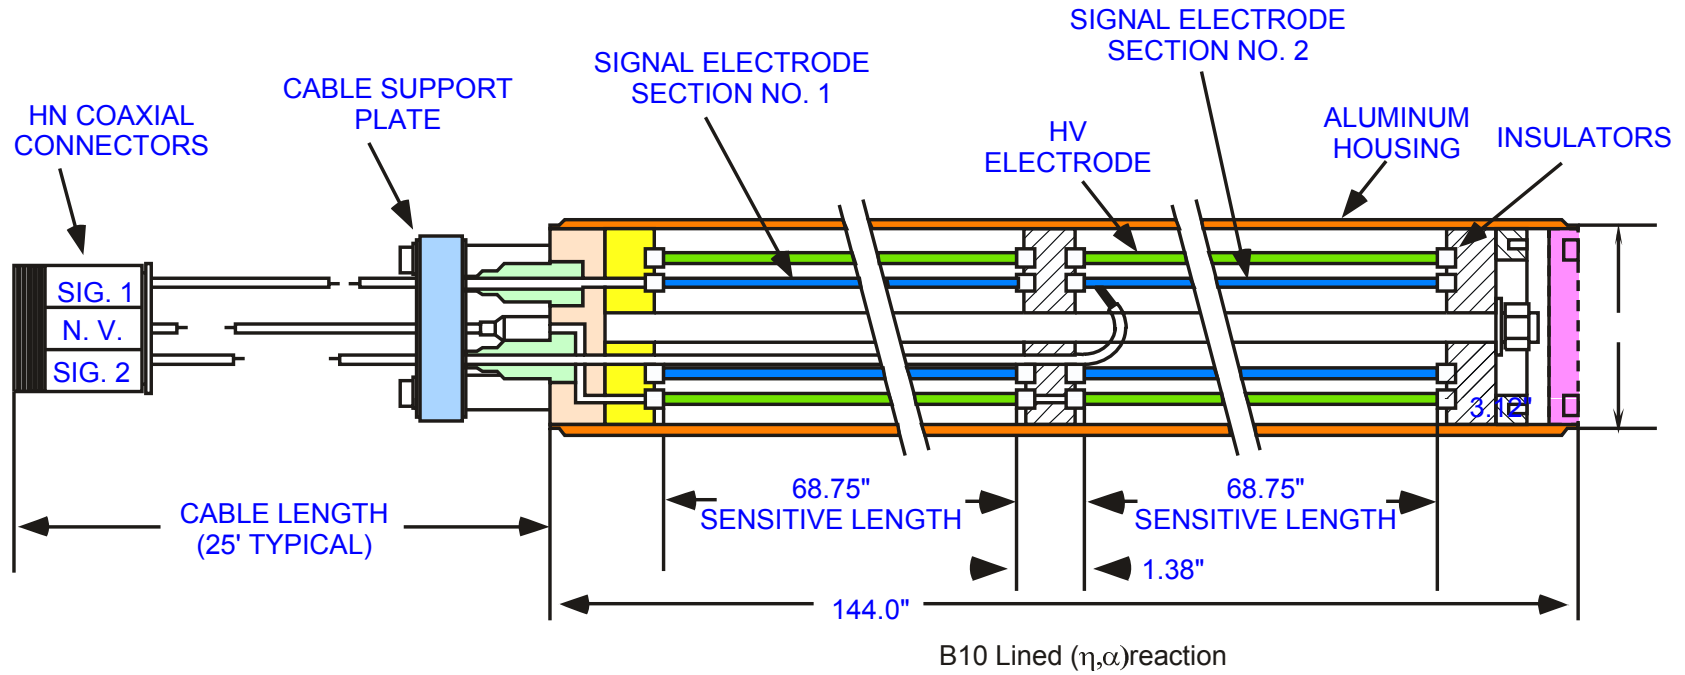 SIGNAL ELECTRODE
SECTION NO. 2
SIGNAL ELECTRODE
SECTION NO. 1
CABLE SUPPORT
PLATE
HN COAXIAL
CONNECTORS
HV
ELECTRODE
ALUMINUM
HOUSING
INSULATORS
SIG. 1
N. V.
SIG. 2
3.12"
68.75"
SENSITIVE LENGTH
68.75"
SENSITIVE LENGTH
CABLE LENGTH
(25' TYPICAL)
1.38"
144.0"
B10 Lined (η,α)reaction